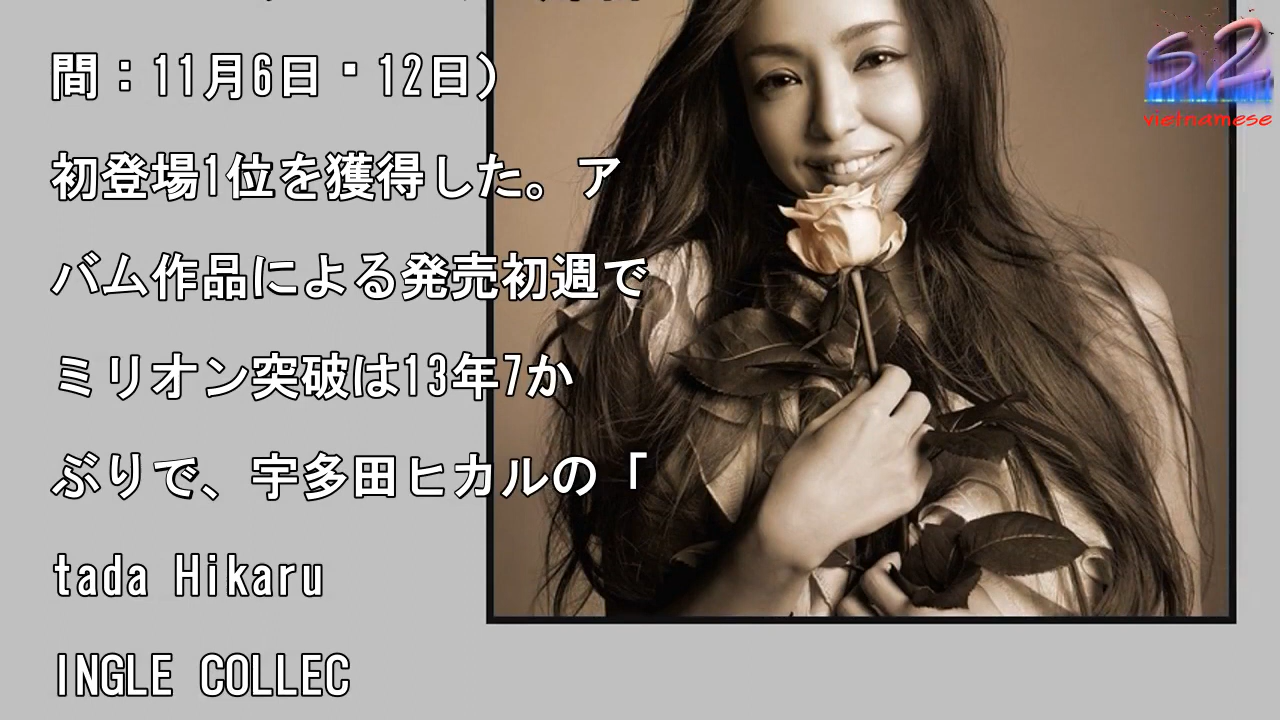 間：11月6日‐12日）
初登場1位を獲得した。ア
バム作品による発売初週で
ミリオン突破は13年7か
ぶりで、宇多田ヒカルの「
tada Hikaru
INGLE COLLEC
S2
vietnamese